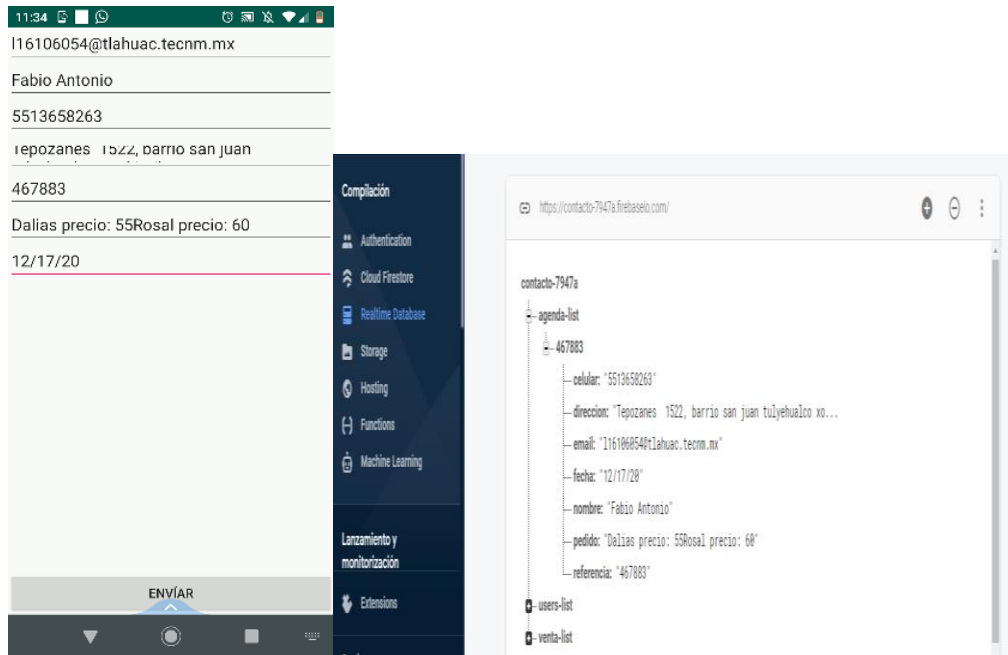 11:34
l16106054@tlahuac.tecnm.mx
Fabio Antonio
5513658263
Tepozanes 1522, barrio san juan
467883
Dalias precio: 55Rosal precio: 60
12/17/20
ENVÍAR
Compilación
Authentication
Cloud Firestore
Realtime Database
Storage
Hosting
Functions
Machine Learning
Lanzamiento y
monitorización
Extensions
https://contacto-7947a.firebaseio.com/
contacto-7947a
agenda-list
467883
celular: "5513658263"
direccion: "Tepozanes 1522, barrio san juan tulyehualco xo...
email: "l16106054@tlahuac.tecnm.mx"
fecha: "12/17/20"
nombre: "Fabio Antonio"
pedido: "Dalias precio: 55Rosal precio: 60"
referencia: "467883"
users-list
venta-list